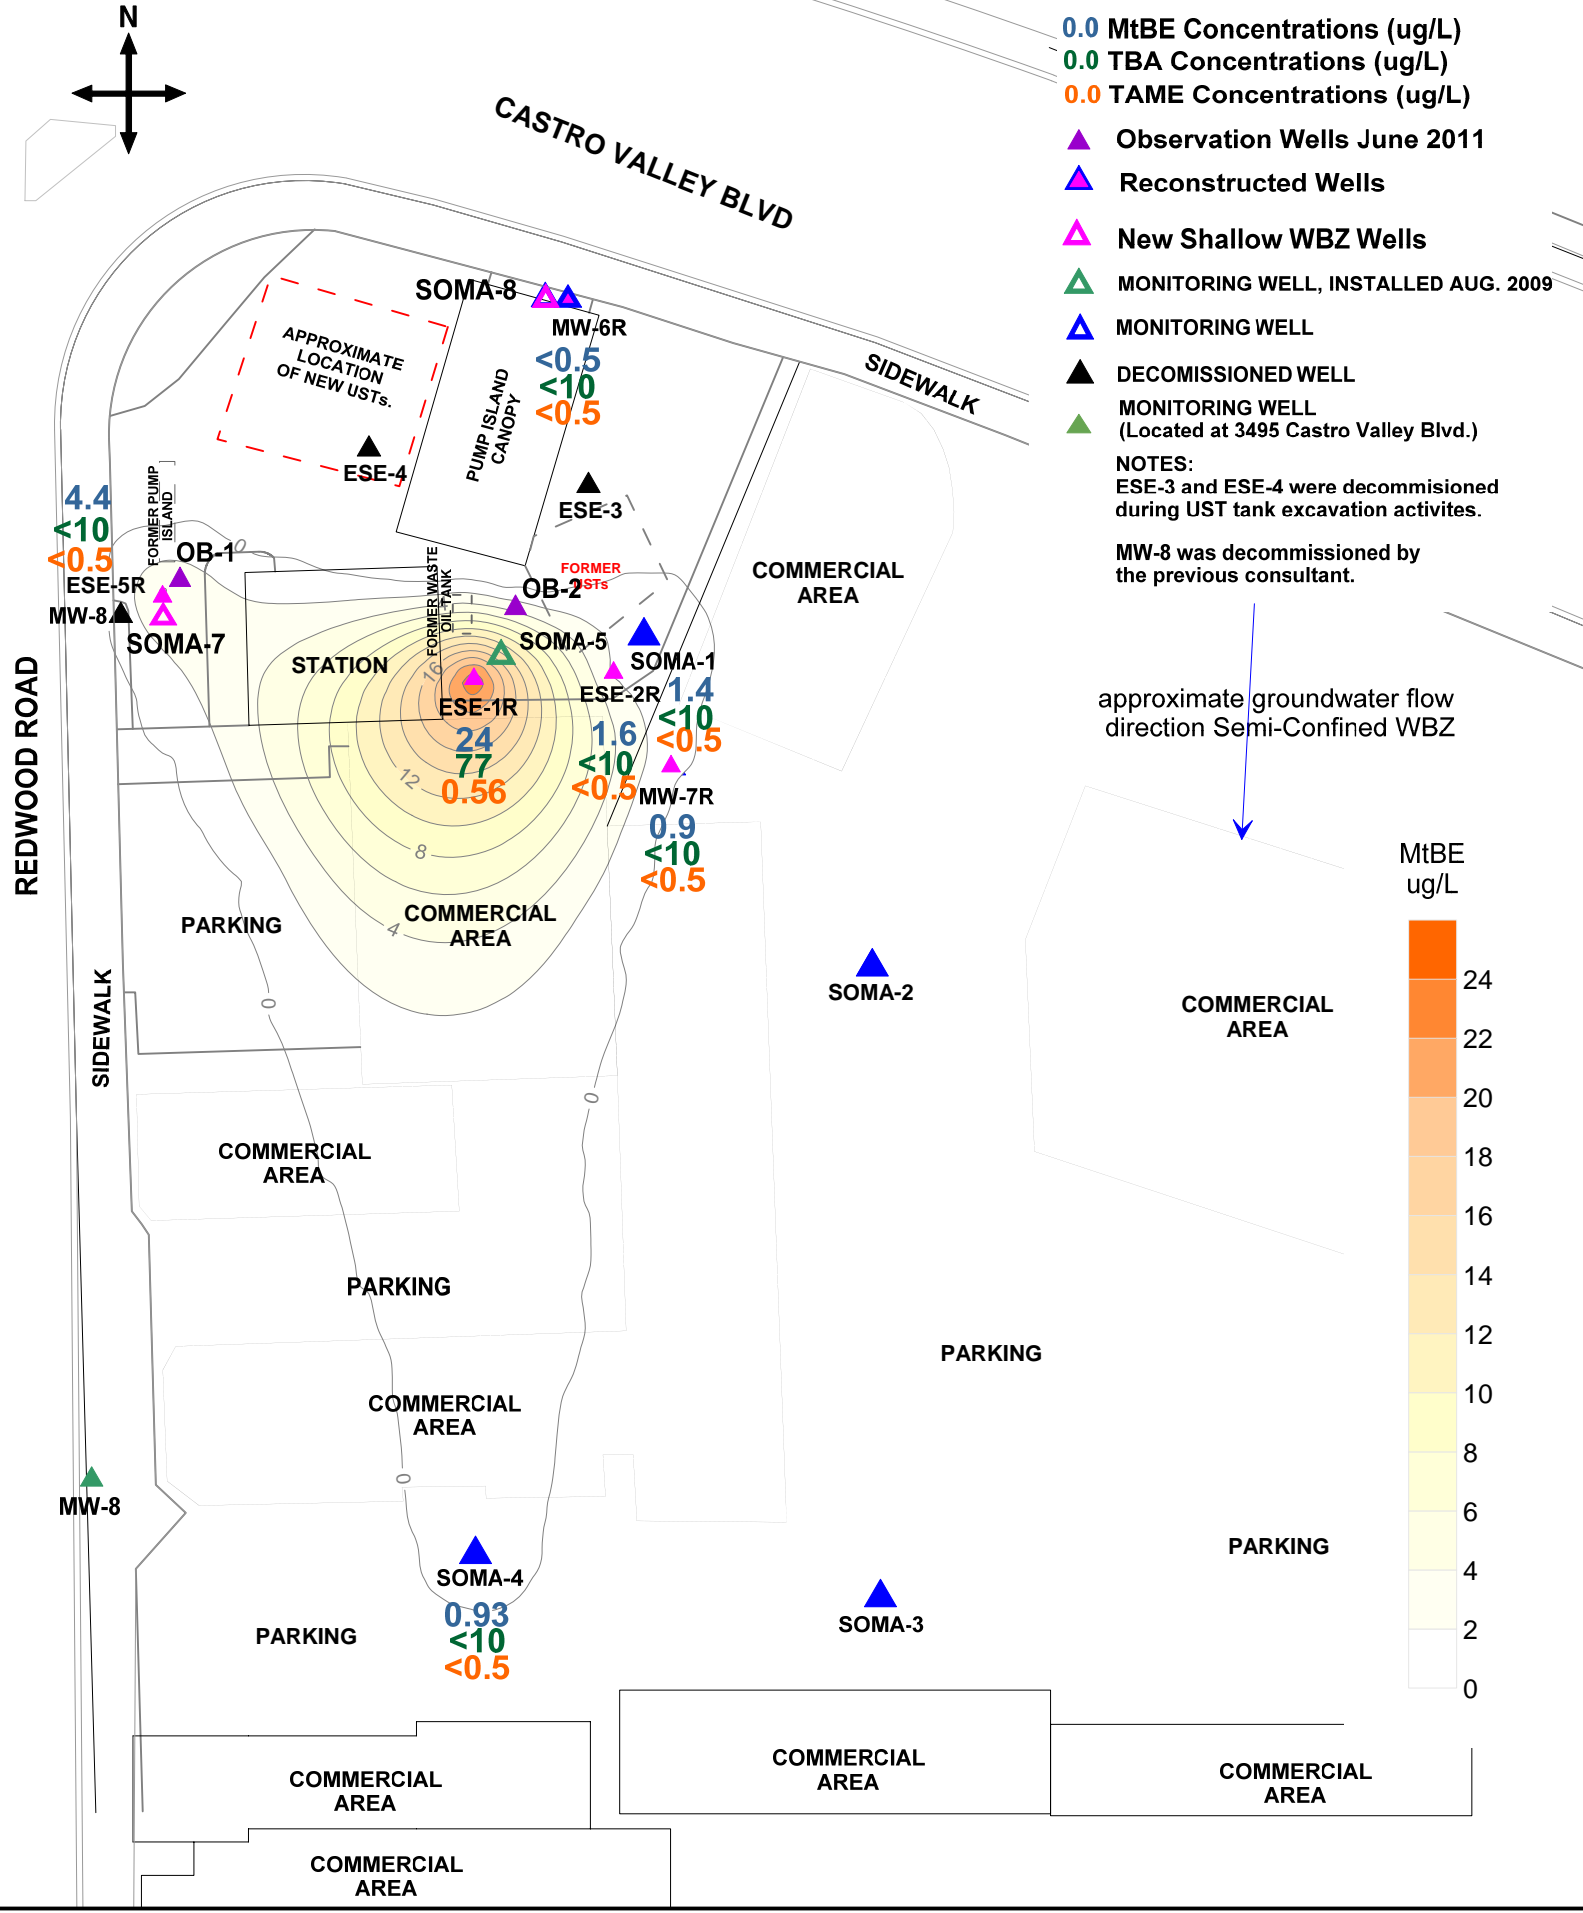 N
0.0 MtBE Concentrations (ug/L)
0.0 TBA Concentrations (ug/L)
0.0 TAME Concentrations (ug/L)
Observation Wells June 2011
Reconstructed Wells
New Shallow WBZ Wells
MONITORING WELL, INSTALLED AUG. 2009
MONITORING WELL
DECOMISSIONED WELL
MONITORING WELL
(Located at 3495 Castro Valley Blvd.)
NOTES:
ESE-3 and ESE-4 were decommisioned
during UST tank excavation activites.
MW-8 was decommissioned by
the previous consultant.
approximate groundwater flow
direction Semi-Confined WBZ
CASTRO VALLEY BLVD
SIDEWALK
SOMA-8
MW-6R
<0.5
<10
<0.5
APPROXIMATE
LOCATION
OF NEW USTs.
PUMP ISLAND
CANOPY
ESE-4
ESE-3
4.4
<10
<0.5
FORMER PUMP
ISLAND
OB-1
0
ESE-5R
MW-8
SOMA-7
FORMER WASTE
OIL TANK
FORMER
USTs
OB-2
SOMA-5
STATION
16
SOMA-1
1.4
<10
<0.5
ESE-2R
1.6
<10
<0.5
ESE-1R
24
77
0.56
12
MW-7R
0.9
<10
<0.5
COMMERCIAL
AREA
8
4
COMMERCIAL
AREA
PARKING
REDWOOD ROAD
SIDEWALK
0
0
SOMA-2
COMMERCIAL
AREA
MtBE
ug/L
24
22
20
18
16
14
12
10
8
6
4
2
0
COMMERCIAL
AREA
PARKING
PARKING
COMMERCIAL
AREA
0
MW-8
SOMA-4
0.93
<10
<0.5
PARKING
SOMA-3
PARKING
COMMERCIAL
AREA
COMMERCIAL
AREA
COMMERCIAL
AREA
COMMERCIAL
AREA